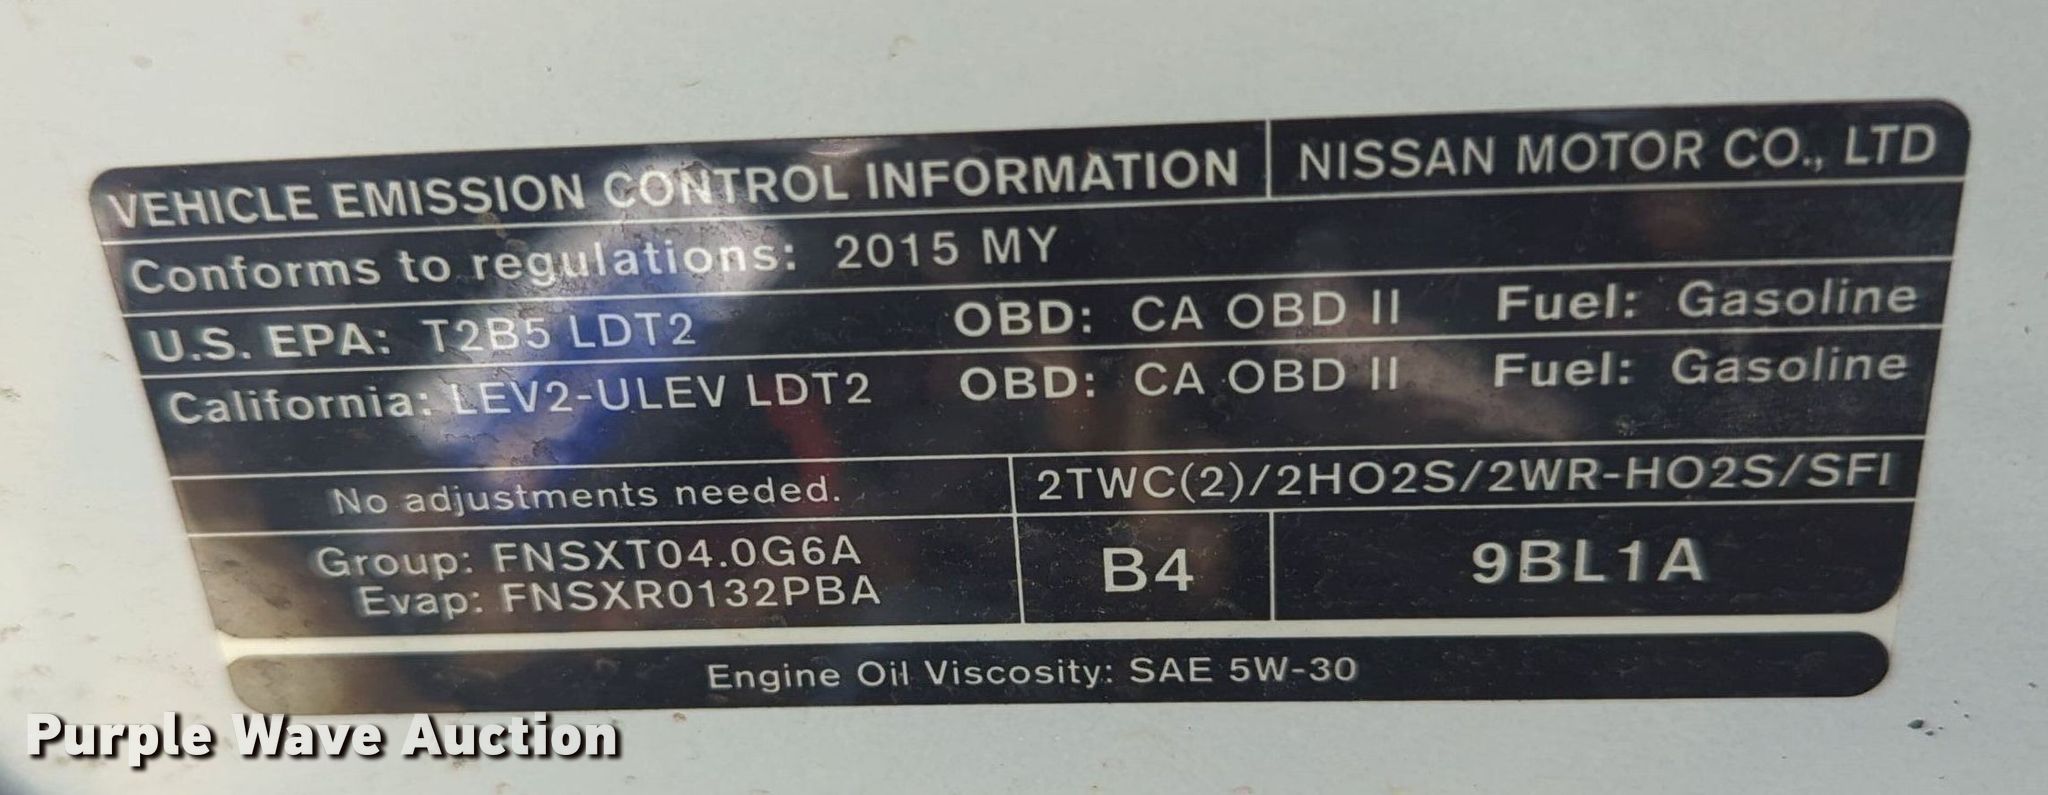 VEHICLE EMISSION CONTROL INFORMATION NISSAN MOTOR CO., LTD
Conforms to regulations: 2015 MY
U.S. EPA: T2B5 LDT2 OBD: CA OBD II Fuel: Gasoline
California: LEV2-ULEV LDT2 OBD: CA OBD II Fuel: Gasoline
No adjustments needed. 2TWC(2)/2HO2S/2WR-HO2S/SFI
Group: FNSXT04.0G6A
Evap: FNSXR0132PBA
B4 9BL1A
Engine Oil Viscosity: SAE 5W-30
Purple Wave Auction